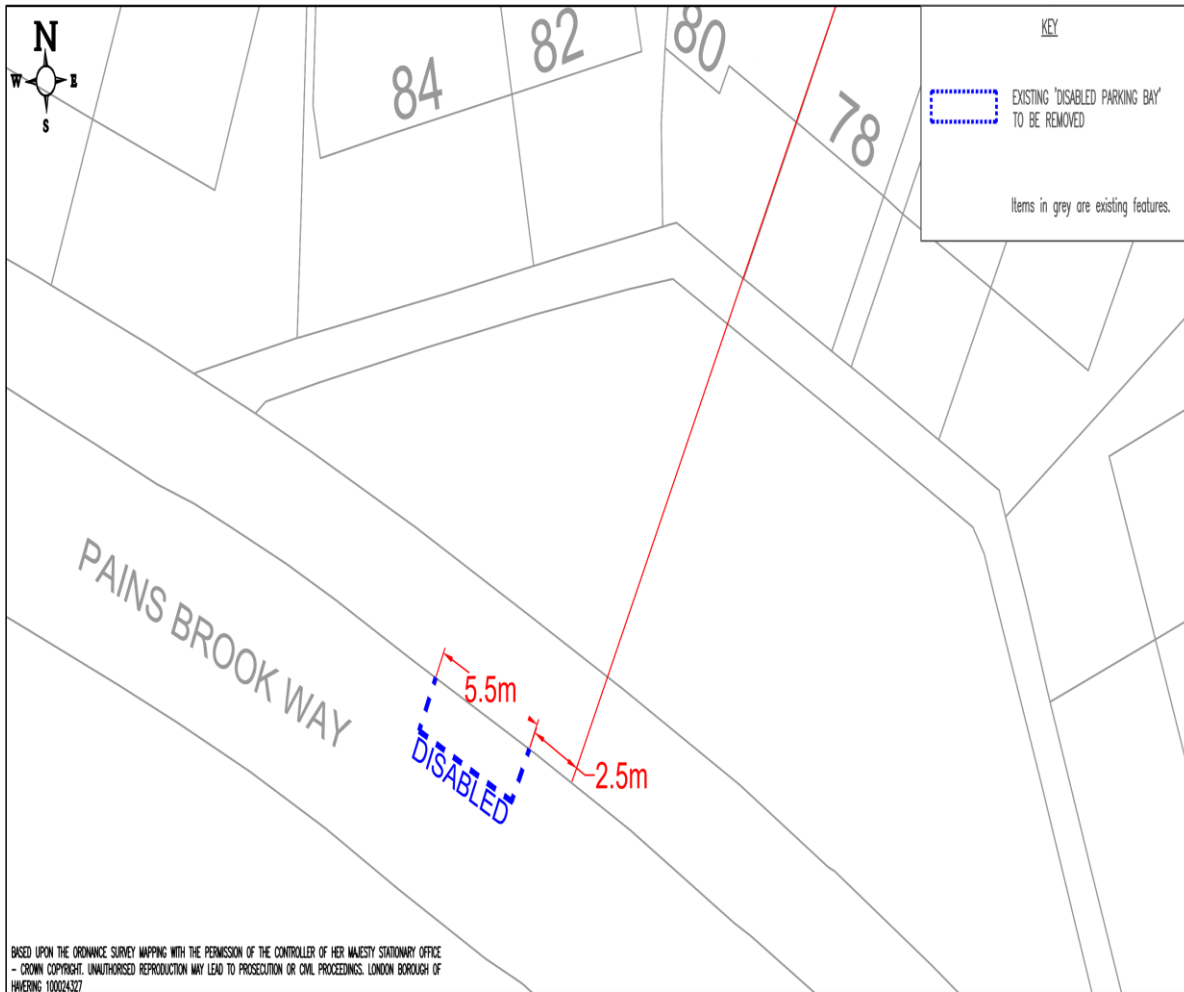 N
W E
S
84
82
80
78
KEY
EXISTING 'DISABLED PARKING BAY'
TO BE REMOVED
Items in grey are existing features.
PAINS BROOK WAY
5.5m
2.5m
DISABLED
BASED UPON THE ORDNANCE SURVEY MAPPING WITH THE PERMISSION OF THE CONTROLLER OF HER MAJESTY STATIONARY OFFICE
- CROWN COPYRIGHT. UNAUTHORISED REPRODUCTION MAY LEAD TO PROSECUTION OR CIVIL PROCEEDINGS. LONDON BOROUGH OF
HAVERING 100024327